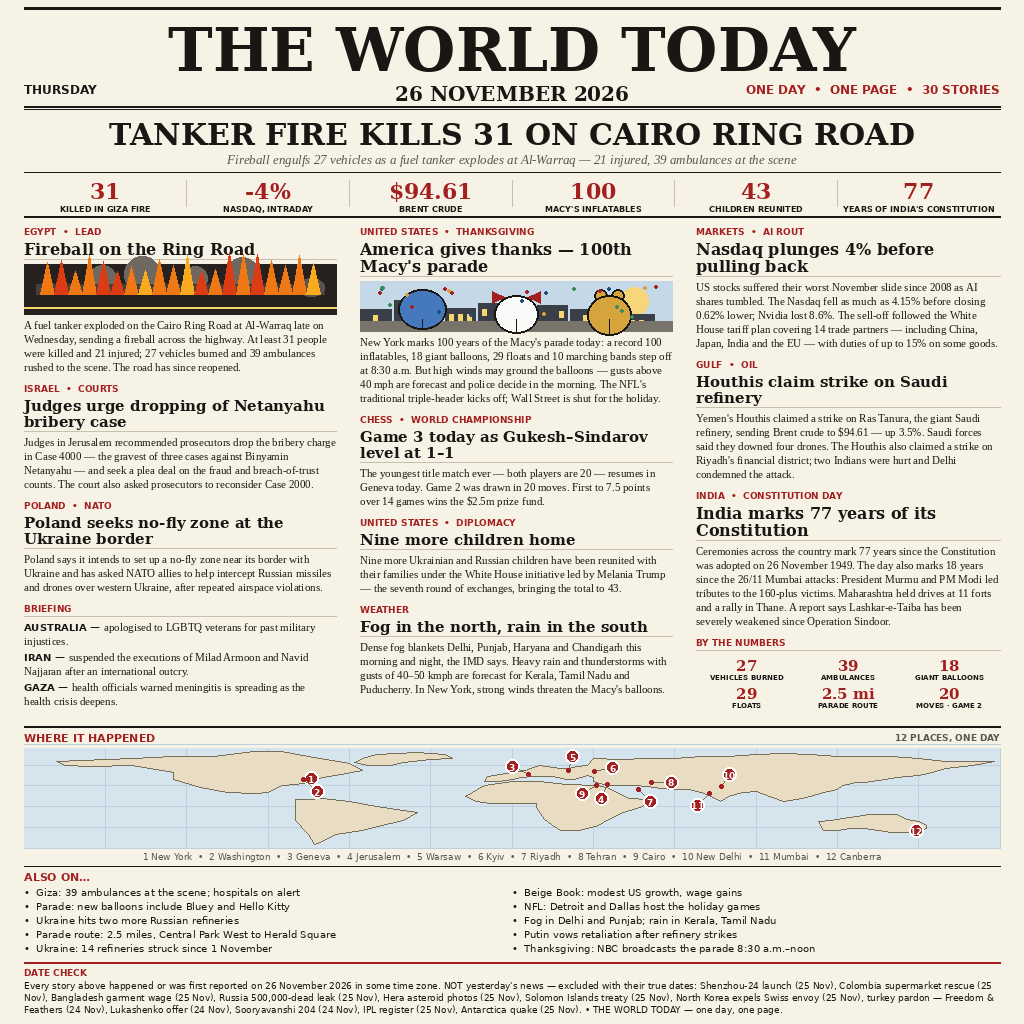 THE WORLD TODAY
THURSDAY
26 NOVEMBER 2026
ONE DAY • ONE PAGE • 30 STORIES
TANKER FIRE KILLS 31 ON CAIRO RING ROAD
Fireball engulfs 27 vehicles as a fuel tanker explodes at Al-Warraq — 21 injured, 39 ambulances at the scene
31
KILLED IN GIZA FIRE
-4%
NASDAQ, INTRADAY
$94.61
BRENT CRUDE
100
MACY'S INFLATABLES
43
CHILDREN REUNITED
77
YEARS OF INDIA'S CONSTITUTION
EGYPT • LEAD
Fireball on the Ring Road
A fuel tanker exploded on the Cairo Ring Road at Al-Warraq late on
Wednesday, sending a fireball across the highway. At least 31 people
were killed and 21 injured; 27 vehicles burned and 39 ambulances
rushed to the scene. The road has since reopened.
ISRAEL • COURTS
Judges urge dropping of Netanyahu
bribery case
Judges in Jerusalem recommended prosecutors drop the bribery charge
in Case 4000 — the gravest of three cases against Binyamin
Netanyahu — and seek a plea deal on the fraud and breach-of-trust
counts. The court also asked prosecutors to reconsider Case 2000.
POLAND • NATO
Poland seeks no-fly zone at the
Ukraine border
Poland says it intends to set up a no-fly zone near its border with
Ukraine and has asked NATO allies to help intercept Russian missiles
and drones over western Ukraine, after repeated airspace violations.
BRIEFING
AUSTRALIA — apologised to LGBTQ veterans for past military
injustices.
IRAN — suspended the executions of Milad Armoon and Navid
Najjaran after an international outcry.
GAZA — health officials warned meningitis is spreading as the
health crisis deepens.
UNITED STATES • THANKSGIVING
America gives thanks — 100th
Macy's parade
New York marks 100 years of the Macy's parade today: a record 100
inflatables, 18 giant balloons, 29 floats and 10 marching bands step off
at 8:30 a.m. But high winds may ground the balloons — gusts above
40 mph are forecast and police decide in the morning. The NFL's
traditional triple-header kicks off; Wall Street is shut for the holiday.
CHESS • WORLD CHAMPIONSHIP
Game 3 today as Gukesh–Sindarov
level at 1–1
The youngest title match ever — both players are 20 — resumes in
Geneva today. Game 2 was drawn in 20 moves. First to 7.5 points
over 14 games wins the $2.5m prize fund.
UNITED STATES • DIPLOMACY
Nine more children home
Nine more Ukrainian and Russian children have been reunited with
their families under the White House initiative led by Melania Trump
— the seventh round of exchanges, bringing the total to 43.
WEATHER
Fog in the north, rain in the south
Dense fog blankets Delhi, Punjab, Haryana and Chandigarh this
morning and night, the IMD says. Heavy rain and thunderstorms with
gusts of 40–50 kmph are forecast for Kerala, Tamil Nadu and
Puducherry. In New York, strong winds threaten the Macy's balloons.
MARKETS • AI ROUT
Nasdaq plunges 4% before
pulling back
US stocks suffered their worst November slide since 2008 as AI
shares tumbled. The Nasdaq fell as much as 4.15% before closing
0.62% lower; Nvidia lost 8.6%. The sell-off followed the White
House tariff plan covering 14 trade partners — including China,
Japan, India and the EU — with duties of up to 15% on some goods.
GULF • OIL
Houthis claim strike on Saudi
refinery
Yemen's Houthis claimed a strike on Ras Tanura, the giant Saudi
refinery, sending Brent crude to $94.61 — up 3.5%. Saudi forces
said they downed four drones. The Houthis also claimed a strike on
Riyadh's financial district; two Indians were hurt and Delhi
condemned the attack.
INDIA • CONSTITUTION DAY
India marks 77 years of its
Constitution
Ceremonies across the country mark 77 years since the Constitution
was adopted on 26 November 1949. The day also marks 18 years
since the 26/11 Mumbai attacks: President Murmu and PM Modi led
tributes to the 160-plus victims. Maharashtra held drives at 11 forts
and a rally in Thane. A report says Lashkar-e-Taiba has been
severely weakened since Operation Sindoor.
BY THE NUMBERS
27
VEHICLES BURNED
39
AMBULANCES
18
GIANT BALLOONS
29
FLOATS
2.5 mi
PARADE ROUTE
20
MOVES · GAME 2
WHERE IT HAPPENED
12 PLACES, ONE DAY
1
2
3
4
5
6
7
8
9
10
11
12
1 New York • 2 Washington • 3 Geneva • 4 Jerusalem • 5 Warsaw • 6 Kyiv • 7 Riyadh • 8 Tehran • 9 Cairo • 10 New Delhi • 11 Mumbai • 12 Canberra
ALSO ON…
• Giza: 39 ambulances at the scene; hospitals on alert
• Parade: new balloons include Bluey and Hello Kitty
• Ukraine hits two more Russian refineries
• Parade route: 2.5 miles, Central Park West to Herald Square
• Ukraine: 14 refineries struck since 1 November
• Beige Book: modest US growth, wage gains
• NFL: Detroit and Dallas host the holiday games
• Fog in Delhi and Punjab; rain in Kerala, Tamil Nadu
• Putin vows retaliation after refinery strikes
• Thanksgiving: NBC broadcasts the parade 8:30 a.m.–noon
DATE CHECK
Every story above happened or was first reported on 26 November 2026 in some time zone. NOT yesterday's news — excluded with their true dates: Shenzhou-24 launch (25 Nov), Colombia supermarket rescue (25
Nov), Bangladesh garment wage (25 Nov), Russia 500,000-dead leak (25 Nov), Hera asteroid photos (25 Nov), Solomon Islands treaty (25 Nov), North Korea expels Swiss envoy (25 Nov), turkey pardon — Freedom &
Feathers (24 Nov), Lukashenko offer (24 Nov), Sooryavanshi 204 (24 Nov), IPL register (25 Nov), Antarctica quake (25 Nov). • THE WORLD TODAY — one day, one page.